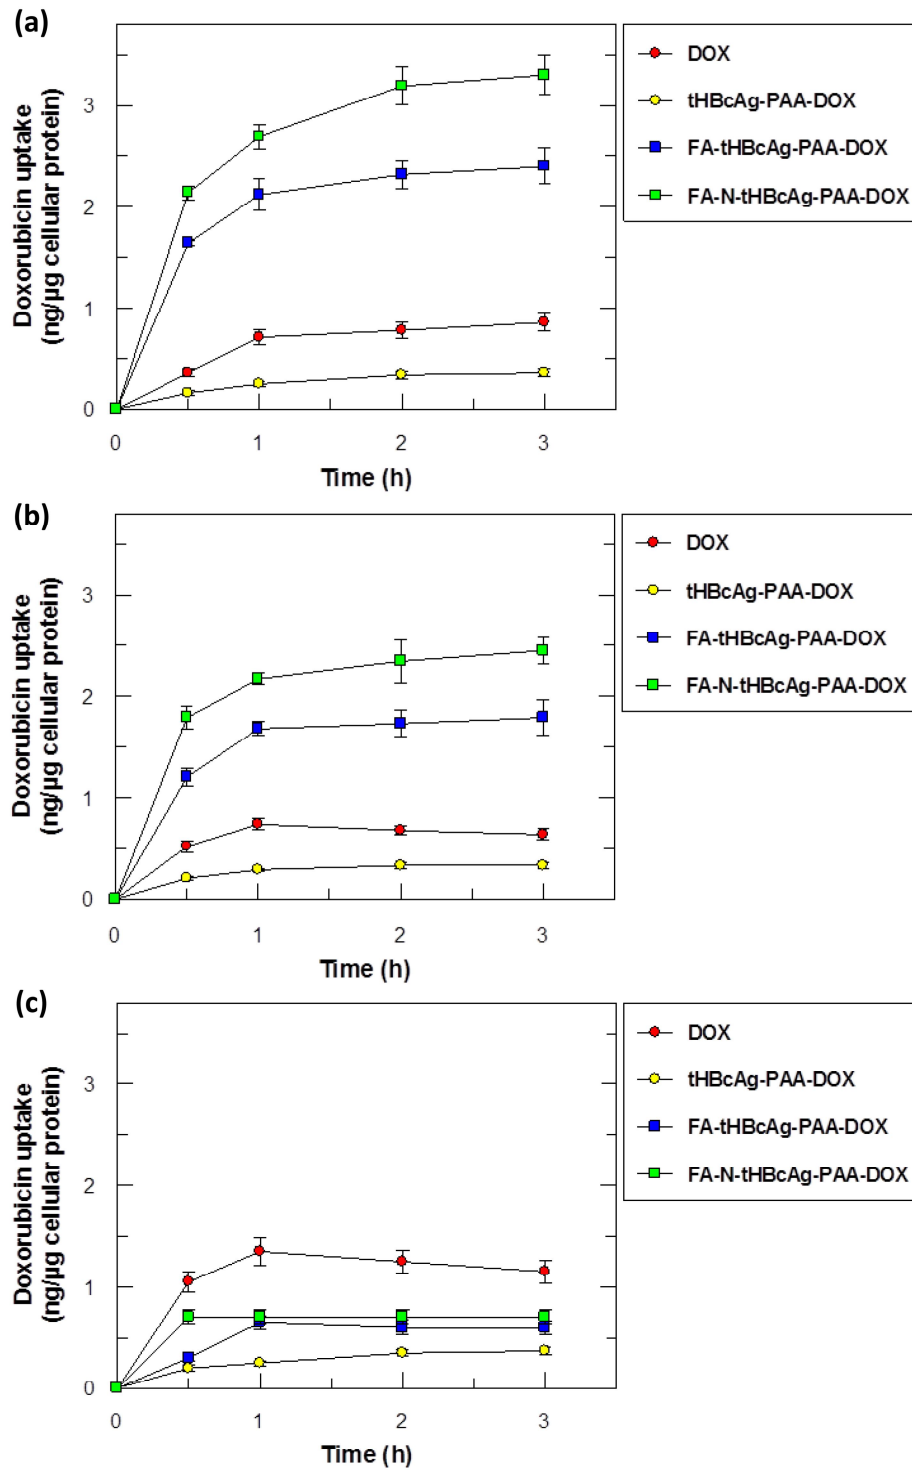 (a)
Doxorubicin uptake
(ng/µg cellular protein)
3
2
1
0
0 1 2 3
Time (h)
DOX
tHBcAg-PAA-DOX
FA-tHBcAg-PAA-DOX
FA-N-tHBcAg-PAA-DOX
(b)
Doxorubicin uptake
(ng/µg cellular protein)
3
2
1
0
0 1 2 3
Time (h)
DOX
tHBcAg-PAA-DOX
FA-tHBcAg-PAA-DOX
FA-N-tHBcAg-PAA-DOX
(c)
Doxorubicin uptake
(ng/µg cellular protein)
3
2
1
0
0 1 2 3
Time (h)
DOX
tHBcAg-PAA-DOX
FA-tHBcAg-PAA-DOX
FA-N-tHBcAg-PAA-DOX